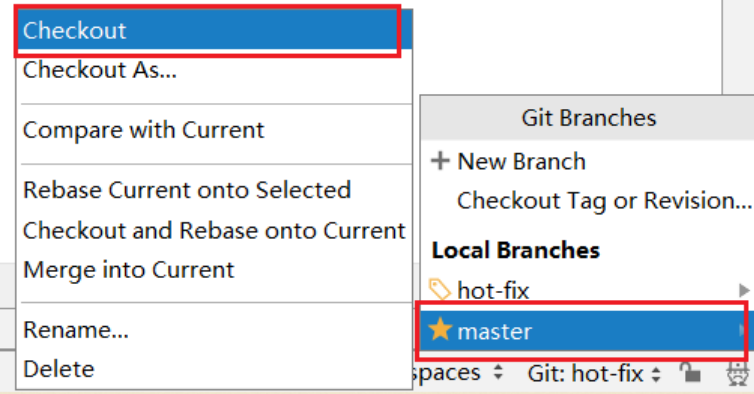 Checkout
Checkout As...
Compare with Current
Rebase Current onto Selected
Checkout and Rebase onto Current
Merge into Current
Rename...
Delete
Git Branches
New Branch
Checkout Tag or Revision...
Local Branches
hot-fix
master
spaces Git: hot-fix